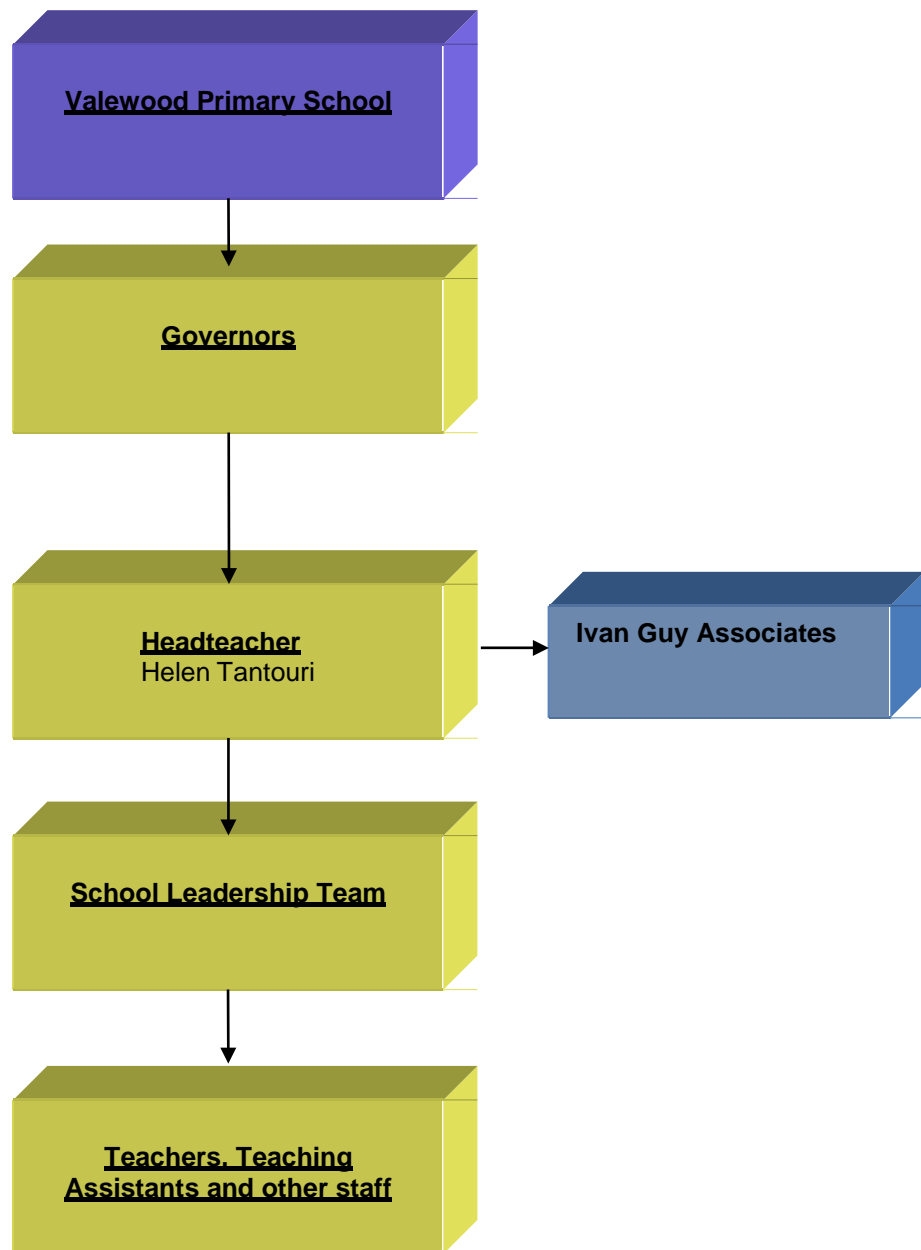 Valewood Primary School
Governors
Headteacher
Helen Tantouri
Ivan Guy Associates
School Leadership Team
Teachers, Teaching
Assistants and other staff